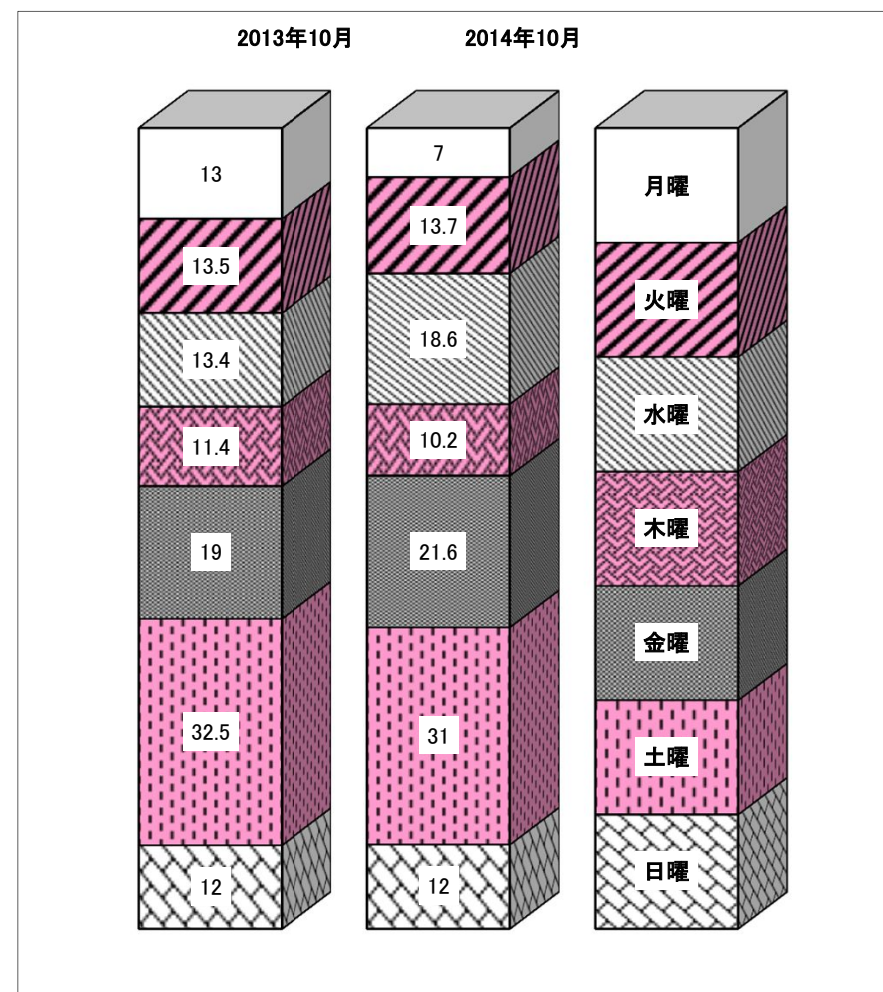 2013年10月 2014年10月
13 7 月曜
13.5 13.7 火曜
13.4 18.6 水曜
11.4 10.2 木曜
19 21.6 金曜
32.5 31 土曜
12 12 日曜